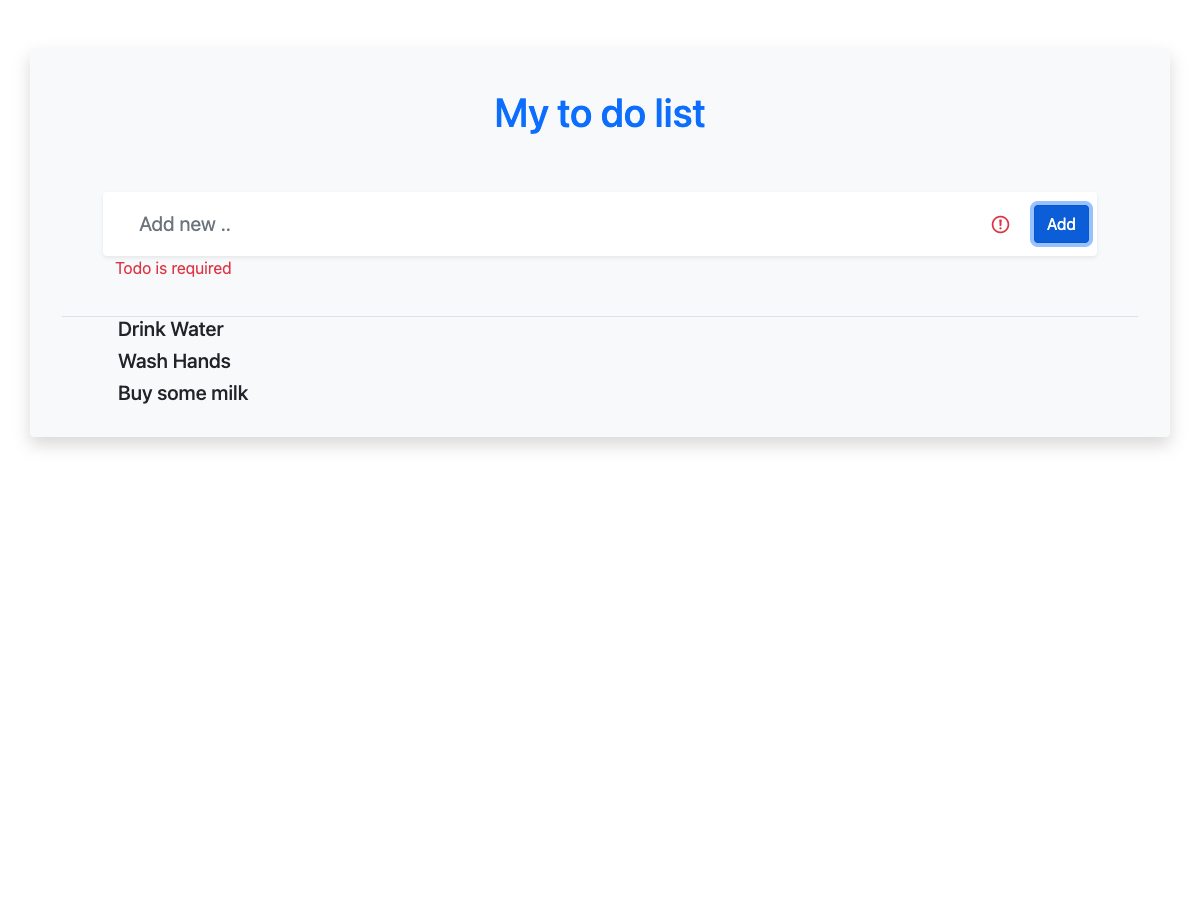 My to do list
Add new ..
Add
Todo is required
Drink Water
Wash Hands
Buy some milk